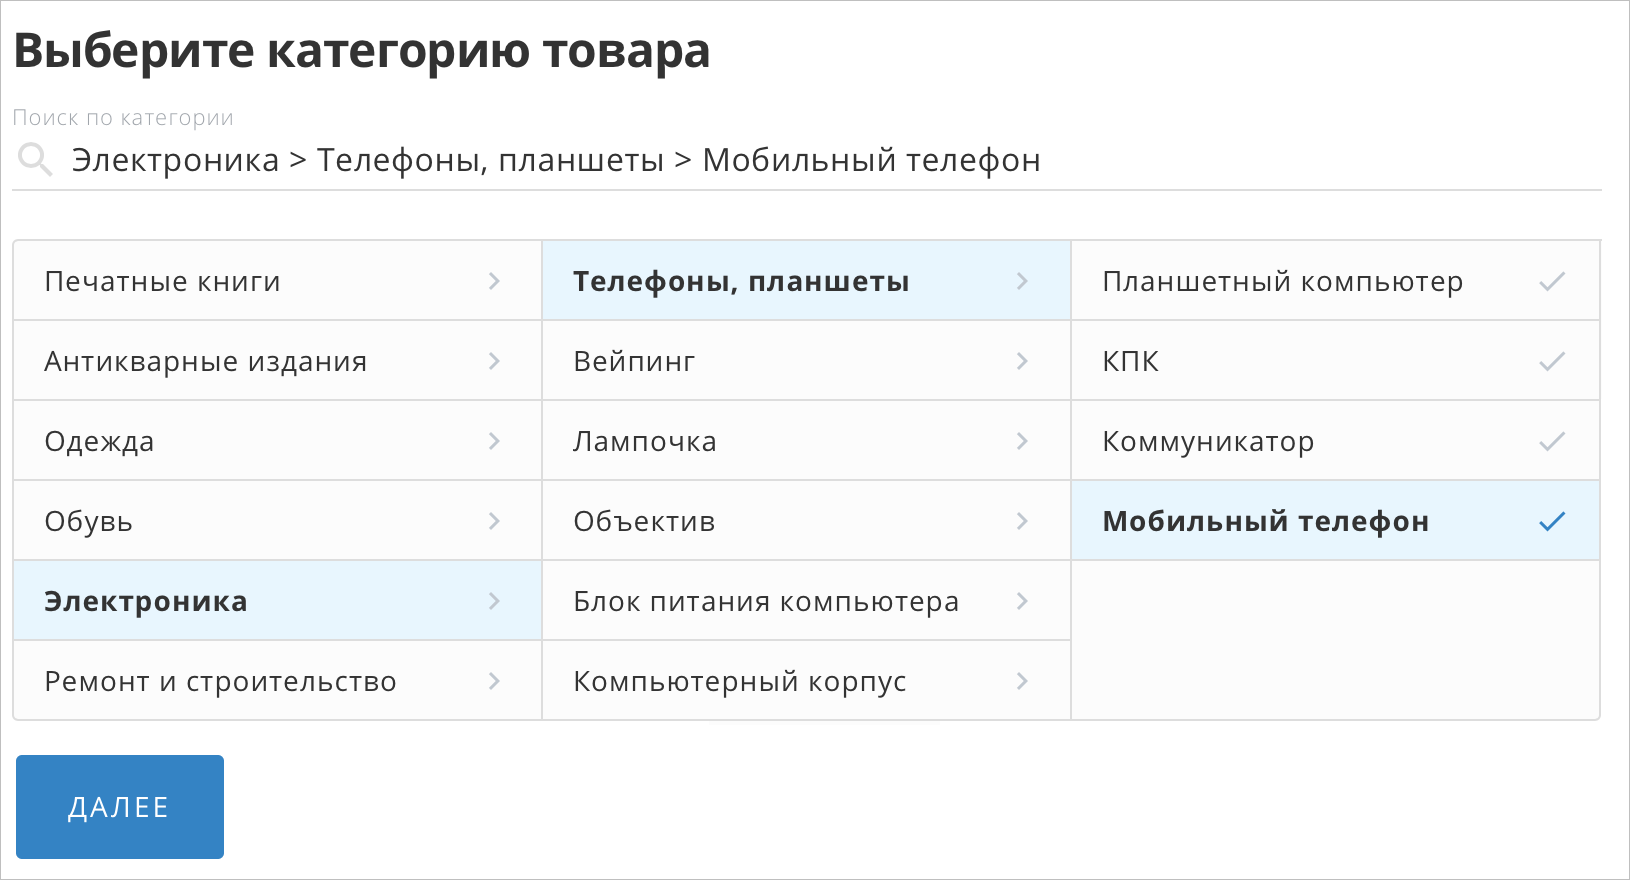 Выберите категорию товара
Поиск по категории
Электроника > Телефоны, планшеты > Мобильный телефон
Печатные книги
Антикварные издания
Одежда
Обувь
Электроника
Ремонт и строительство
Телефоны, планшеты
Вейпинг
Лампочка
Объектив
Блок питания компьютера
Компьютерный корпус
Планшетный компьютер
КПК
Коммуникатор
Мобильный телефон
ДАЛЕЕ